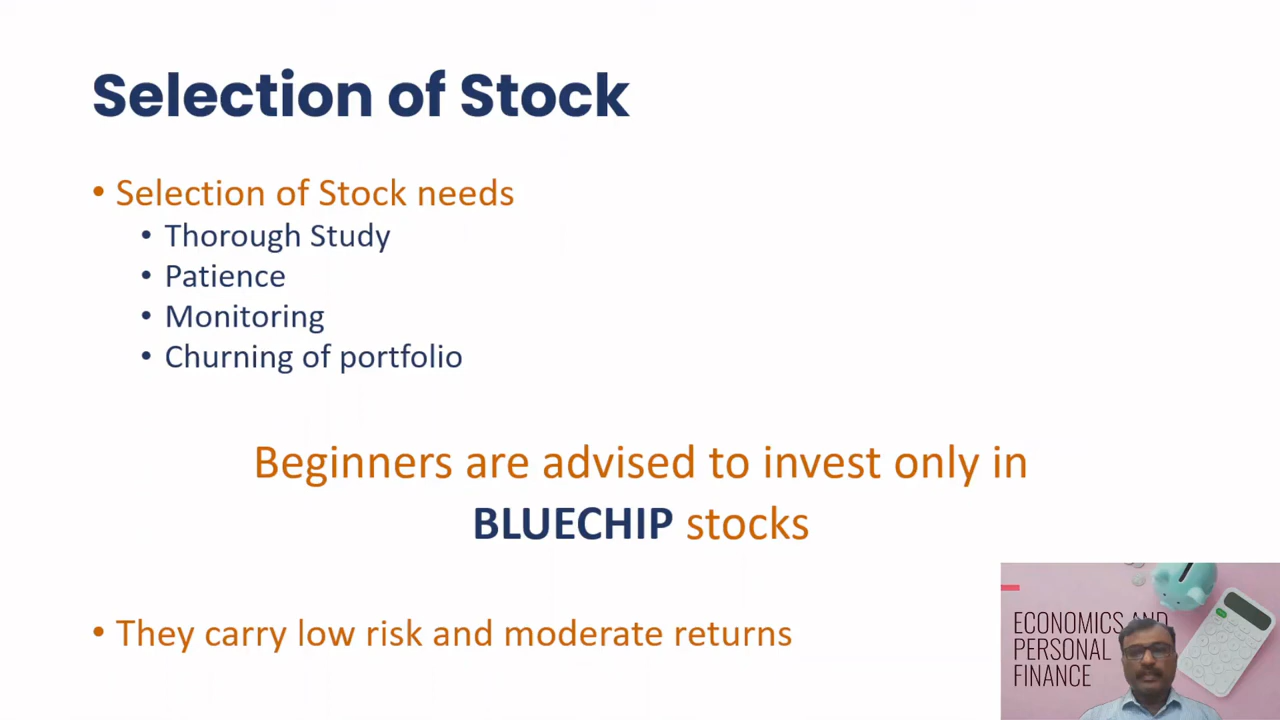 Selection of Stock
• Selection of Stock needs
• Thorough Study
• Patience
• Monitoring
• Churning of portfolio
Beginners are advised to invest only in
BLUECHIP stocks
• They carry low risk and moderate returns
ECONOMICS AND
PERSONAL
FINANCE